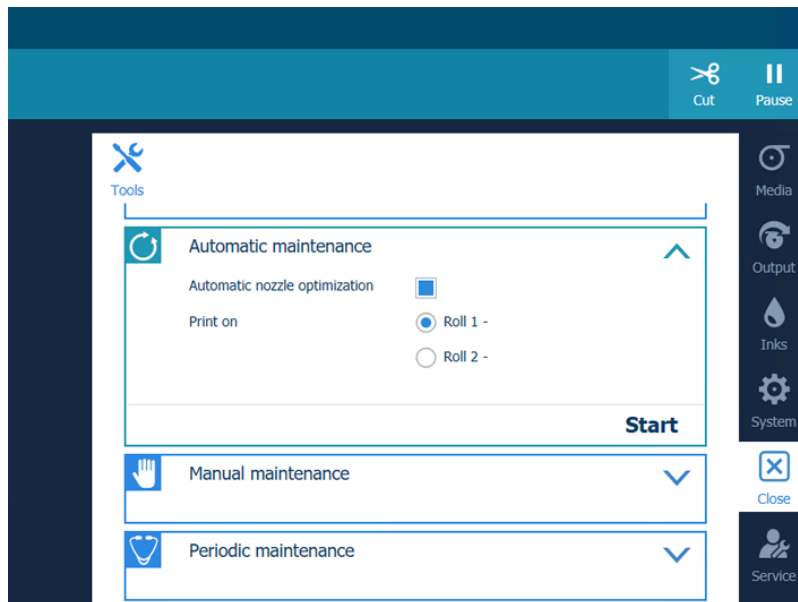 Cut
Pause
Tools
Media
Automatic maintenance
Automatic nozzle optimization
Output
Print on
Roll 1 -
Roll 2 -
Inks
Start
System
Manual maintenance
Close
Periodic maintenance
Service